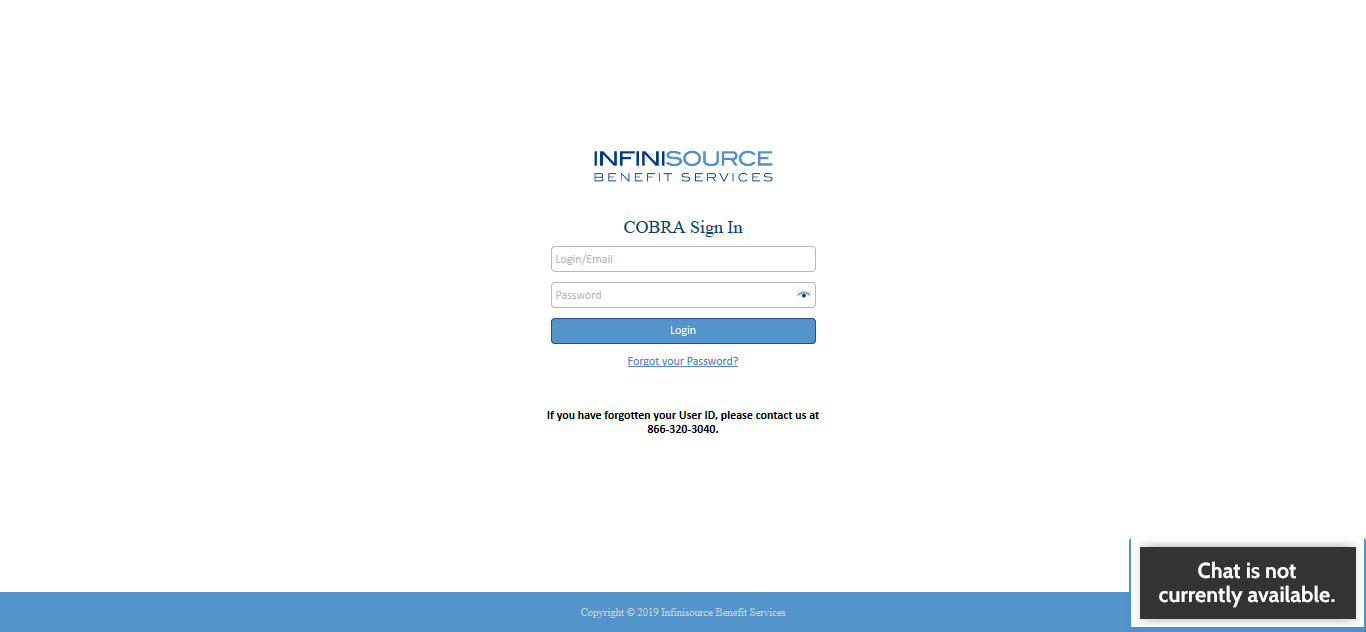 INFINISOURCE
BENEFIT SERVICES
COBRA Sign In
Login/Email
Password
Login
Forgot your Password?
If you have forgotten your User ID, please contact us at
866-320-3040.
Chat is not
currently available.
Copyright © 2019 Infinisource Benefit Services